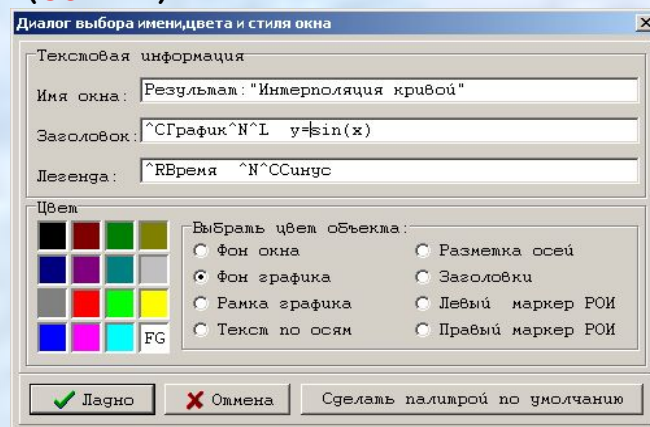 Диалог выбора имени,цвета и стиля окна
Текстовая информация
Имя окна: Результат:"Интерполяция кривой"
Заголовок: ^CГрафик^N^L y=sin(x)
Легенда: ^RВремя ^N^CСинус
Цвет
Выбрать цвет объекта:
Фон окна Разметка осей
Фон графика Заголовки
Рамка графика Левый маркер РОИ
Текст по осям Правый маркер РОИ
FG
Ладно Отмена Сделать палитрой по умолчанию